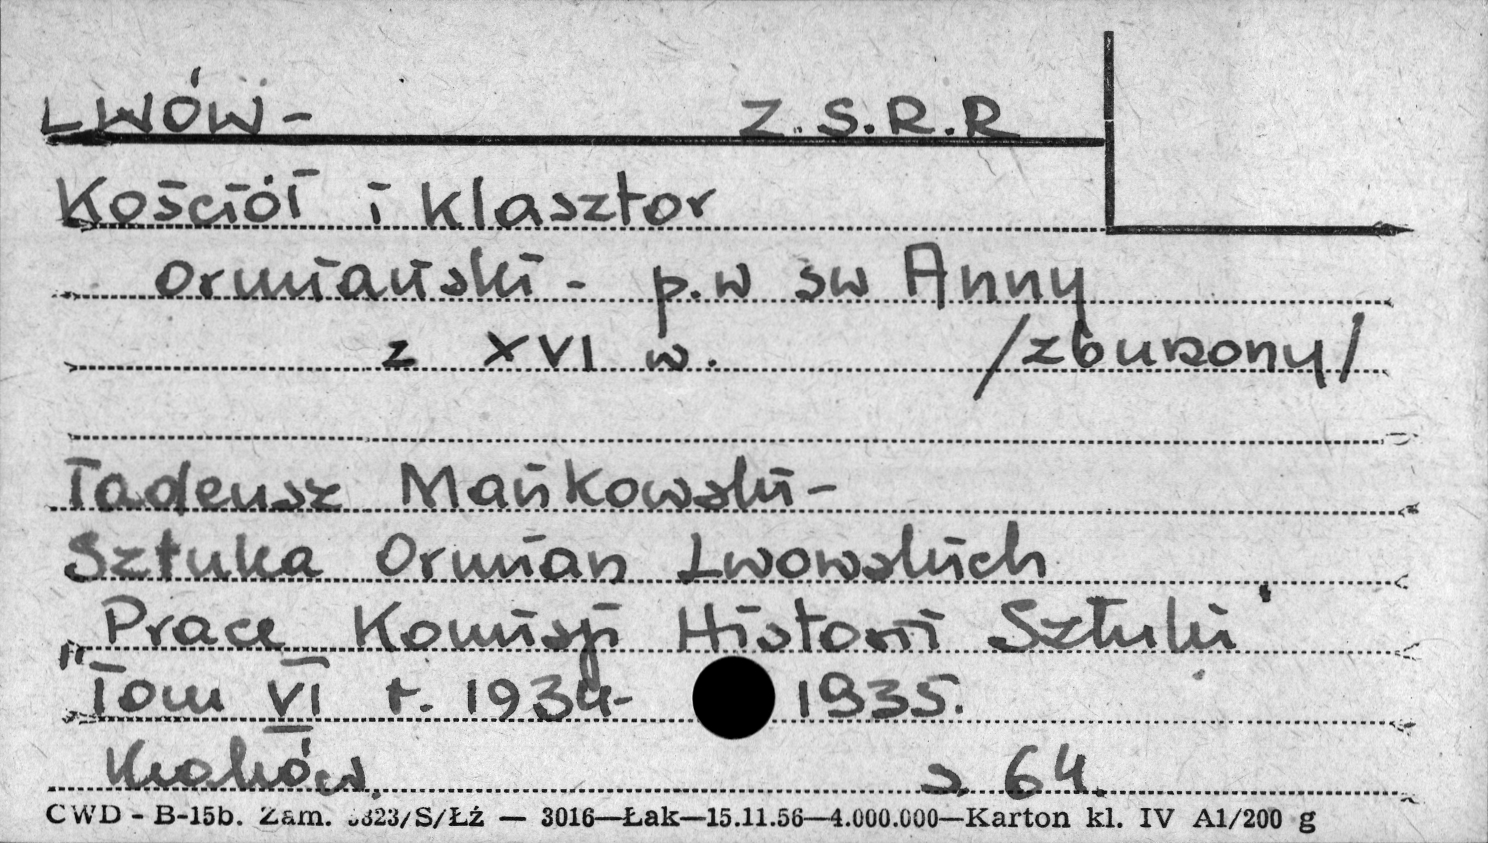 LWÓW - Z.S.R.R
Kościół i klasztor
ormiański - p.w św Anny
z XVI w. /zburzony/
Tadeusz Mańkowski -
Sztuka Ormian Lwowskich
"Prace Komisji Historii Sztuki"
Tom VI r. 1934- 1935.
Kraków. s. 64.
CWD - B-15b. Zam. 3823/S/Łź — 3016—Łak—15.11.56—4.000.000—Karton kl. IV A1/200 g